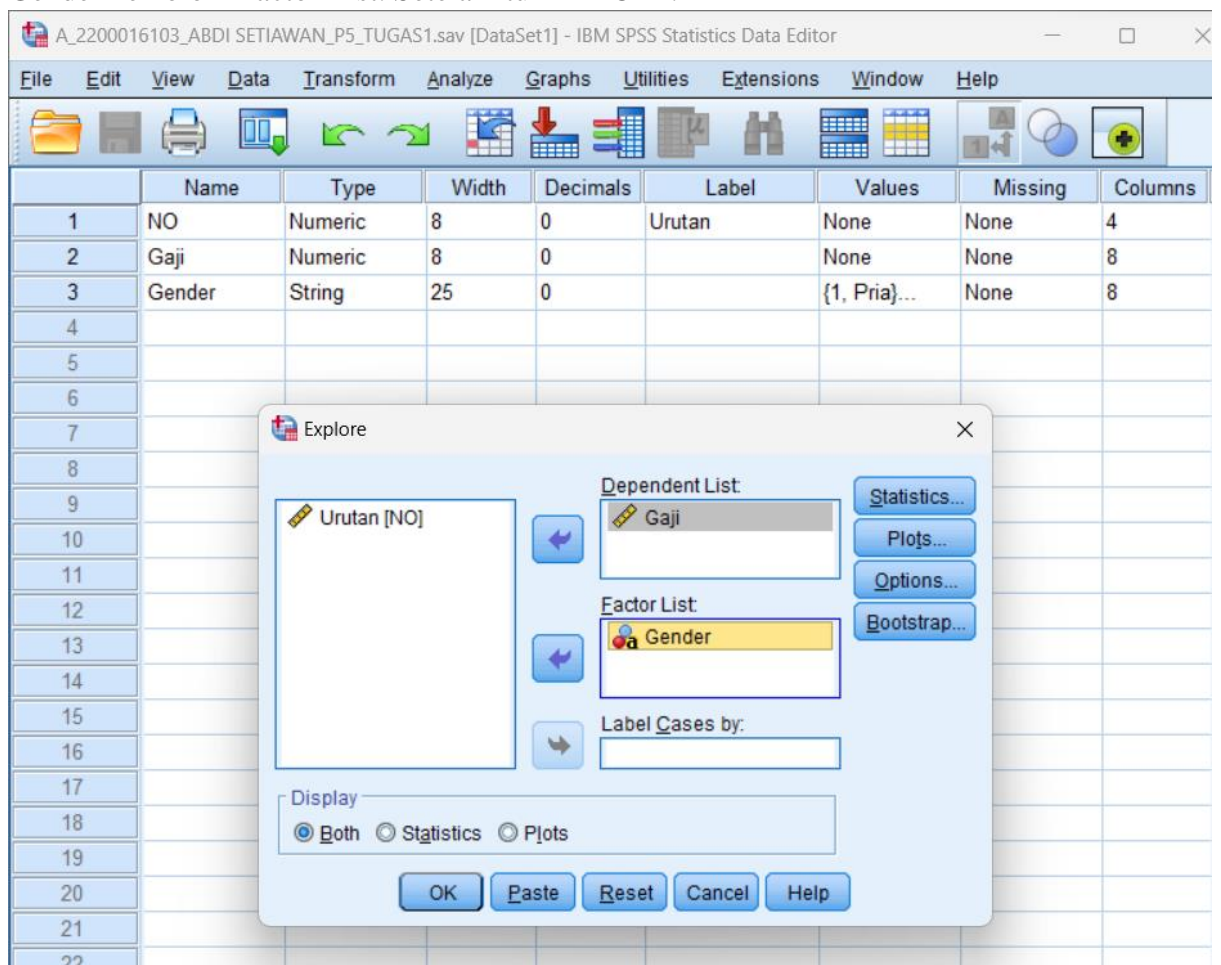 A_2200016103_ABDI SETIAWAN_P5_TUGAS1.sav [DataSet1] - IBM SPSS Statistics Data Editor
File Edit View Data Transform Analyze Graphs Utilities Extensions Window Help
Name Type Width Decimals Label Values Missing Columns
1 NO Numeric 8 0 Urutan None None 4
2 Gaji Numeric 8 0 None None 8
3 Gender String 25 0 {1, Pria}... None 8
4
5
6
7
8
9
10
11
12
13
14
15
16
17
18
19
20
21
22
Explore
Urutan [NO]
Dependent List:
Gaji
Factor List:
Gender
Label Cases by:
Statistics...
Plots...
Options...
Bootstrap...
Display
Both Statistics Plots
OK Paste Reset Cancel Help